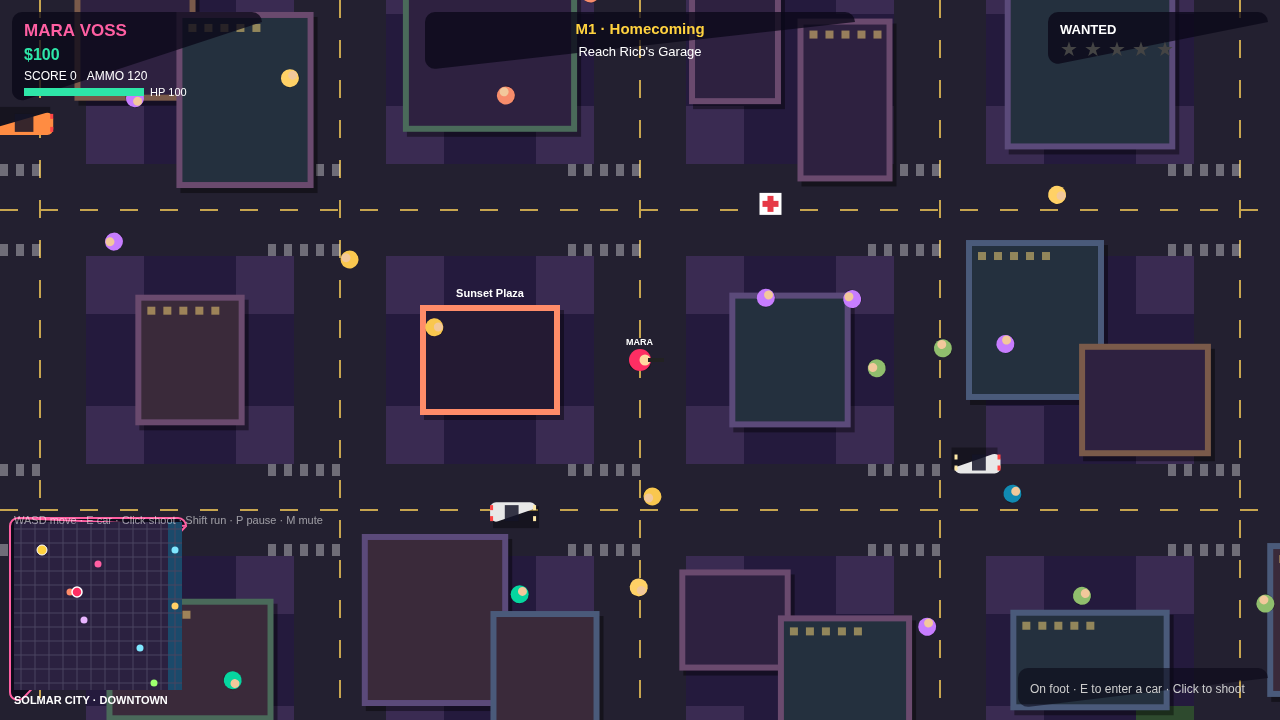 MARA VOSS
$100
SCORE 0 AMMO 120
HP 100
M1 · Homecoming
Reach Rico's Garage
WANTED
★ ★ ★ ★ ★
Sunset Plaza
MARA
WASD move · E car · Click shoot · Shift run · P pause · M mute
SOLMAR CITY · DOWNTOWN
On foot · E to enter a car · Click to shoot